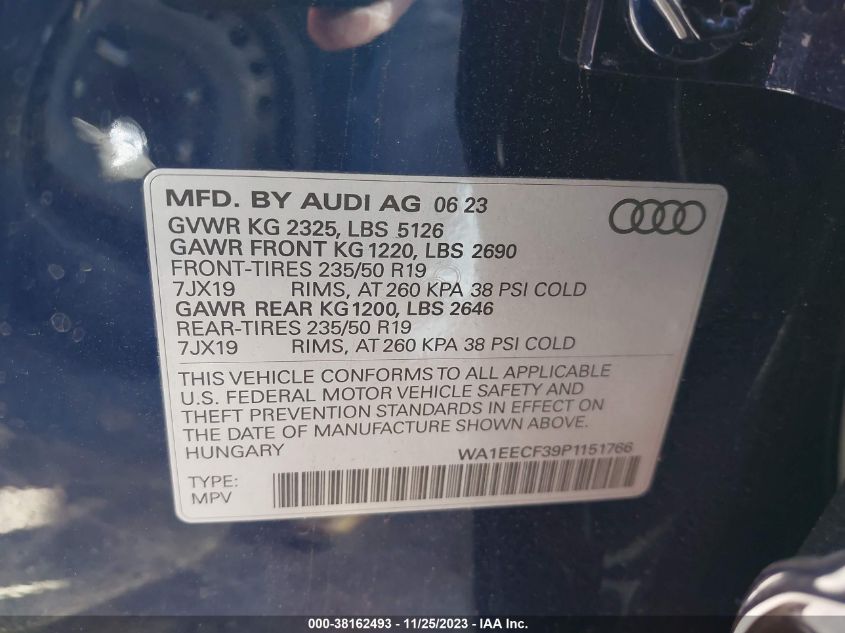 MFD. BY AUDI AG 06 23
GVWR KG 2325, LBS 5126
GAWR FRONT KG 1220, LBS 2690
FRONT-TIRES 235/50 R19
7JX19 RIMS, AT 260 KPA 38 PSI COLD
GAWR REAR KG 1200, LBS 2646
REAR-TIRES 235/50 R19
7JX19 RIMS, AT 260 KPA 38 PSI COLD
THIS VEHICLE CONFORMS TO ALL APPLICABLE
U.S. FEDERAL MOTOR VEHICLE SAFETY AND
THEFT PREVENTION STANDARDS IN EFFECT ON
THE DATE OF MANUFACTURE SHOWN ABOVE.
HUNGARY WA1EECF39P1151766
TYPE:
MPV
000-38162493 - 11/25/2023 - IAA Inc.